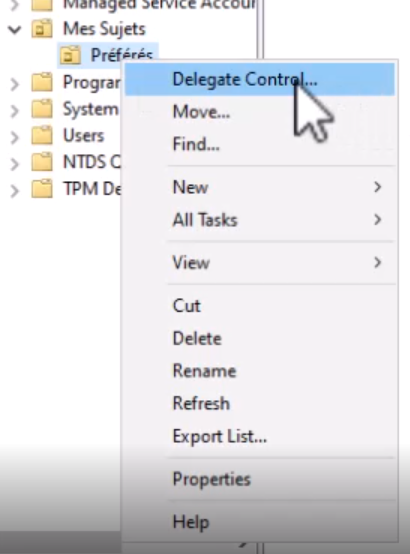 Managed Service Accour
Mes Sujets
Préférés
Prograr
System
Users
NTDS Q
TPM De
Delegate Control...
Move...
Find...
New
All Tasks
View
Cut
Delete
Rename
Refresh
Export List...
Properties
Help